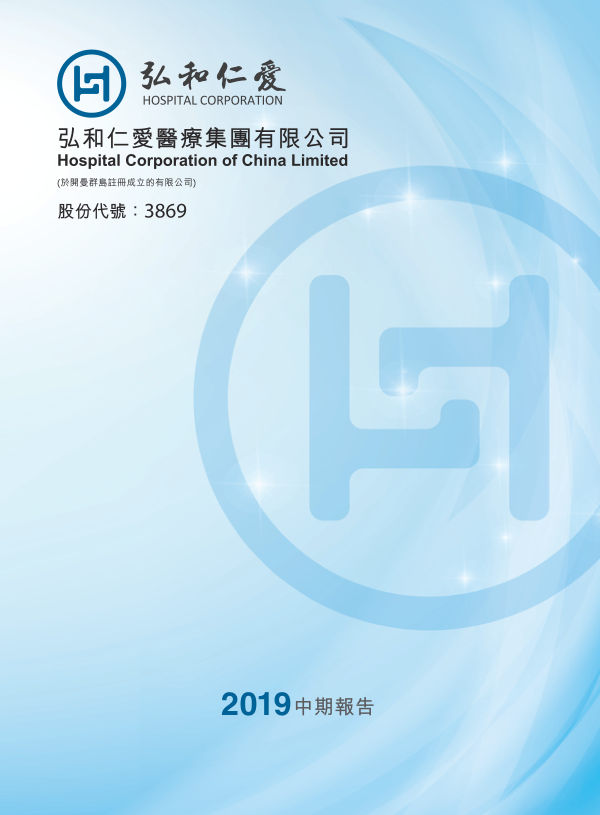 弘和仁愛
HOSPITAL CORPORATION
弘和仁愛醫療集團有限公司
Hospital Corporation of China Limited
(於開曼群島註冊成立的有限公司)
股份代號：3869
2019中期報告